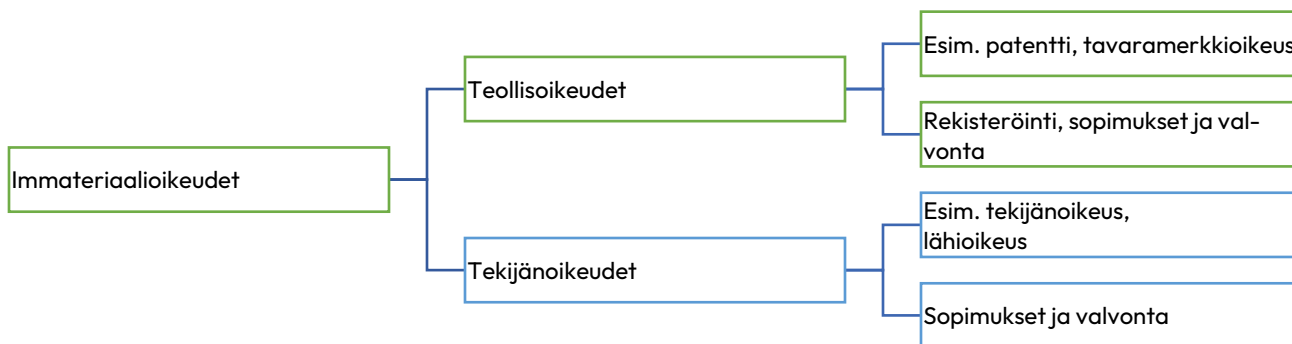 Esim. patentti, tavaramerkkioikeus
Teollisoikeudet
Rekisteröinti, sopimukset ja val-
vonta
Immateriaalioikeudet
Esim. tekijänoikeus,
lähioikeus
Tekijänoikeudet
Sopimukset ja valvonta